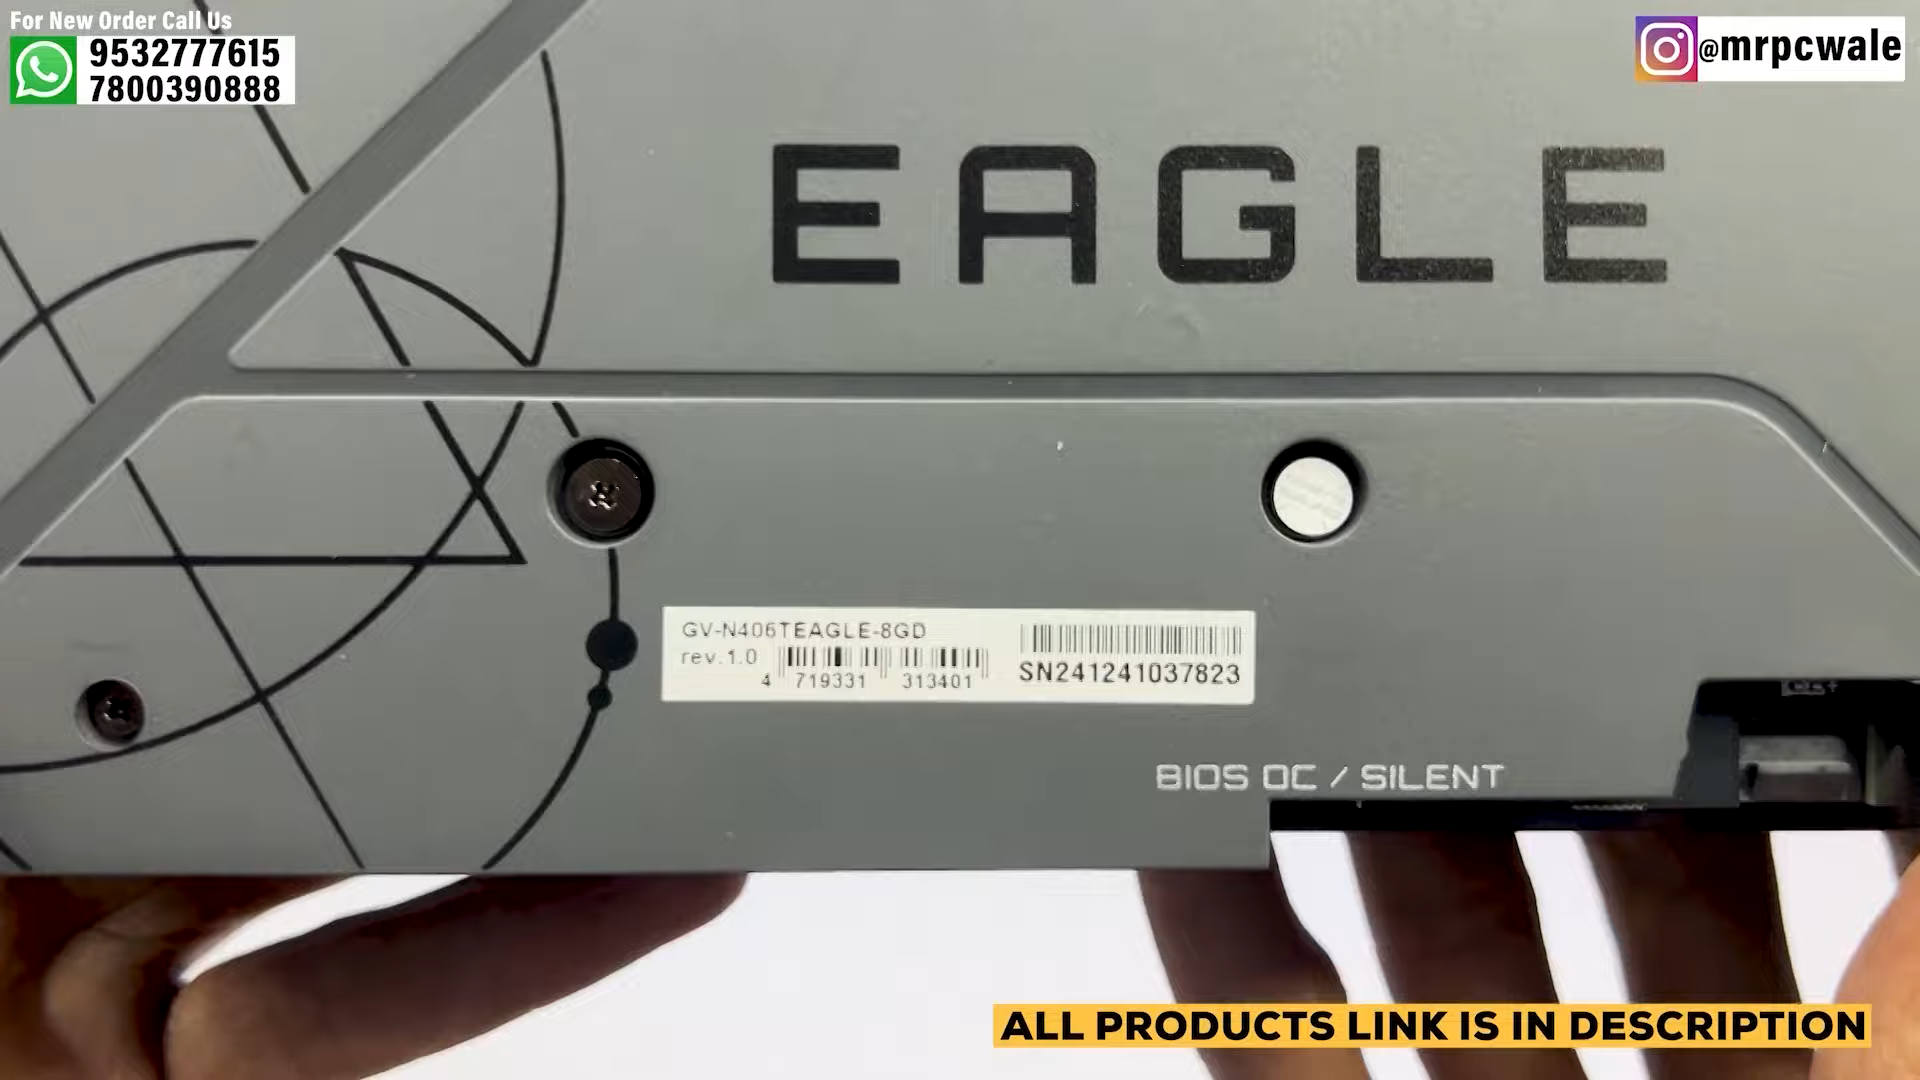 For New Order Call Us
9532777615
7800390888
@mrpcwale
EAGLE
GV-N406TEAGLE-8GD
rev.1.0
4 719331 313401
SN241241037823
BIOS OC / SILENT
ALL PRODUCTS LINK IS IN DESCRIPTION